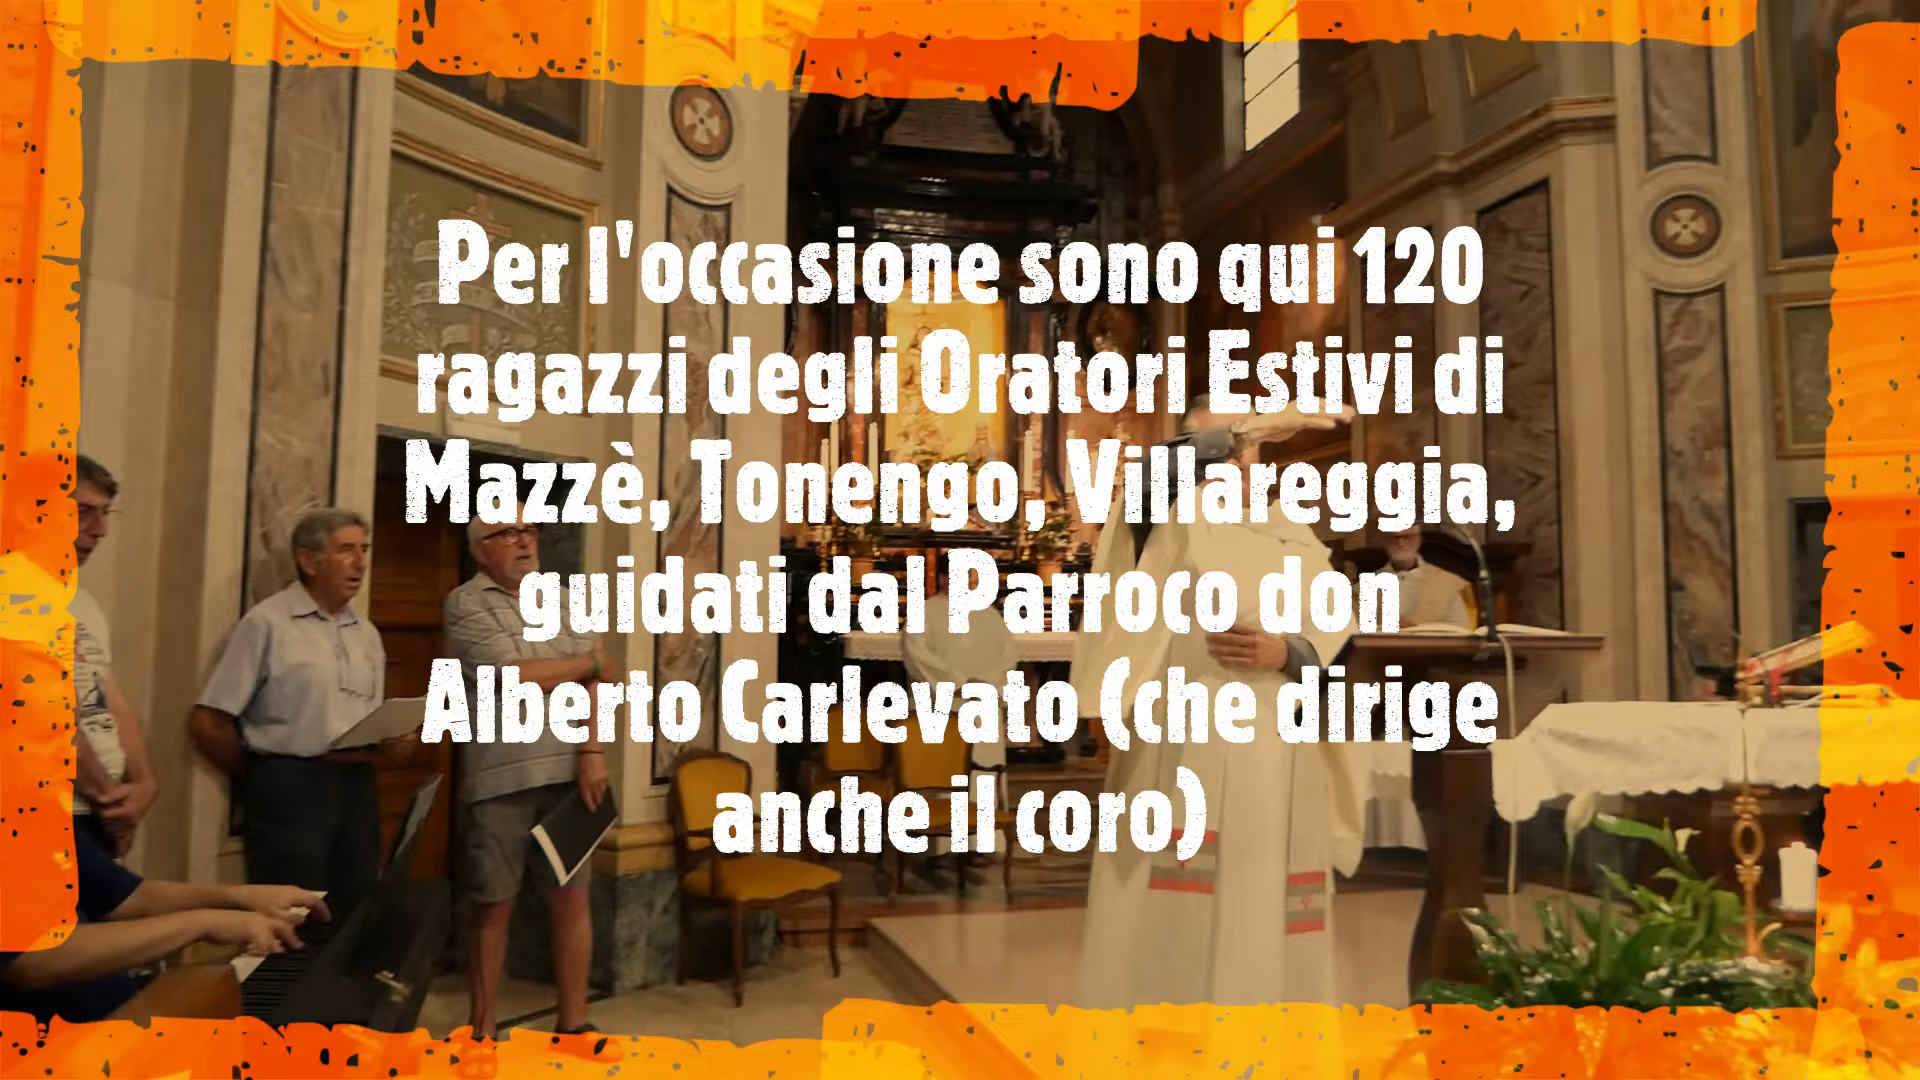 Per l'occasione sono qui 120
ragazzi degli Oratori Estivi di
Mazzè, Tonengo, Villareggia,
guidati dal Parroco don
Alberto Carlevato (che dirige
anche il coro)